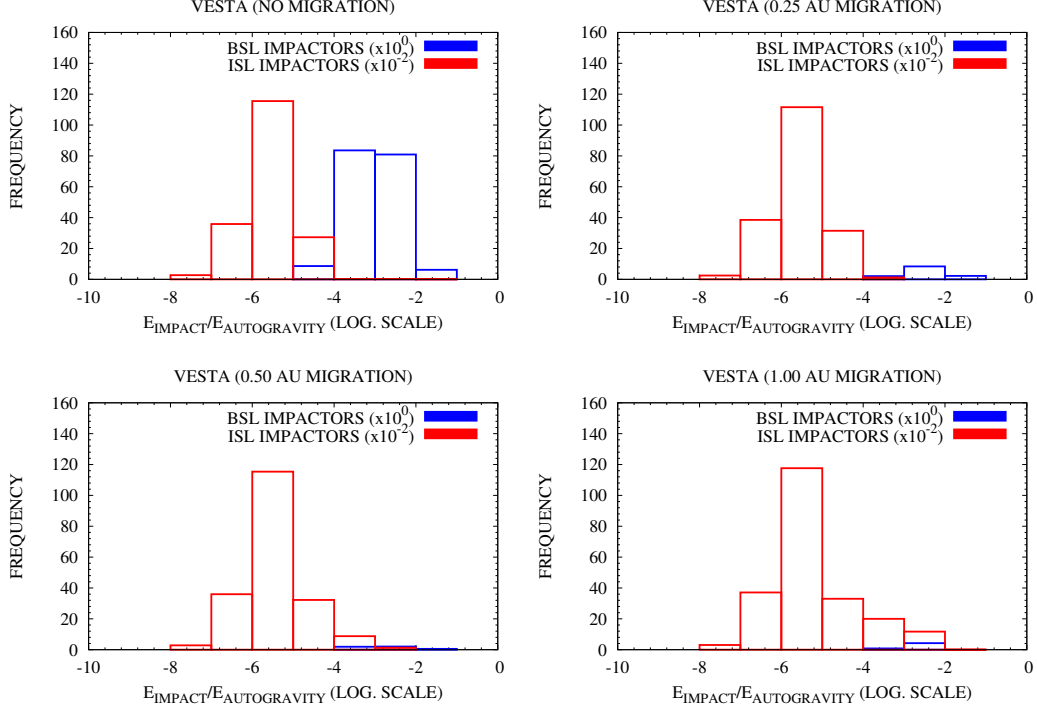 VESTA (NO MIGRATION)
BSL IMPACTORS (x10^0)
ISL IMPACTORS (x10^-2)
FREQUENCY
160
140
120
100
80
60
40
20
0
-10 -8 -6 -4 -2 0
E_IMPACT/E_AUTOGRAVITY (LOG. SCALE)
VESTA (0.25 AU MIGRATION)
BSL IMPACTORS (x10^0)
ISL IMPACTORS (x10^-2)
FREQUENCY
160
140
120
100
80
60
40
20
0
-10 -8 -6 -4 -2 0
E_IMPACT/E_AUTOGRAVITY (LOG. SCALE)
VESTA (0.50 AU MIGRATION)
BSL IMPACTORS (x10^0)
ISL IMPACTORS (x10^-2)
FREQUENCY
160
140
120
100
80
60
40
20
0
-10 -8 -6 -4 -2 0
E_IMPACT/E_AUTOGRAVITY (LOG. SCALE)
VESTA (1.00 AU MIGRATION)
BSL IMPACTORS (x10^0)
ISL IMPACTORS (x10^-2)
FREQUENCY
160
140
120
100
80
60
40
20
0
-10 -8 -6 -4 -2 0
E_IMPACT/E_AUTOGRAVITY (LOG. SCALE)